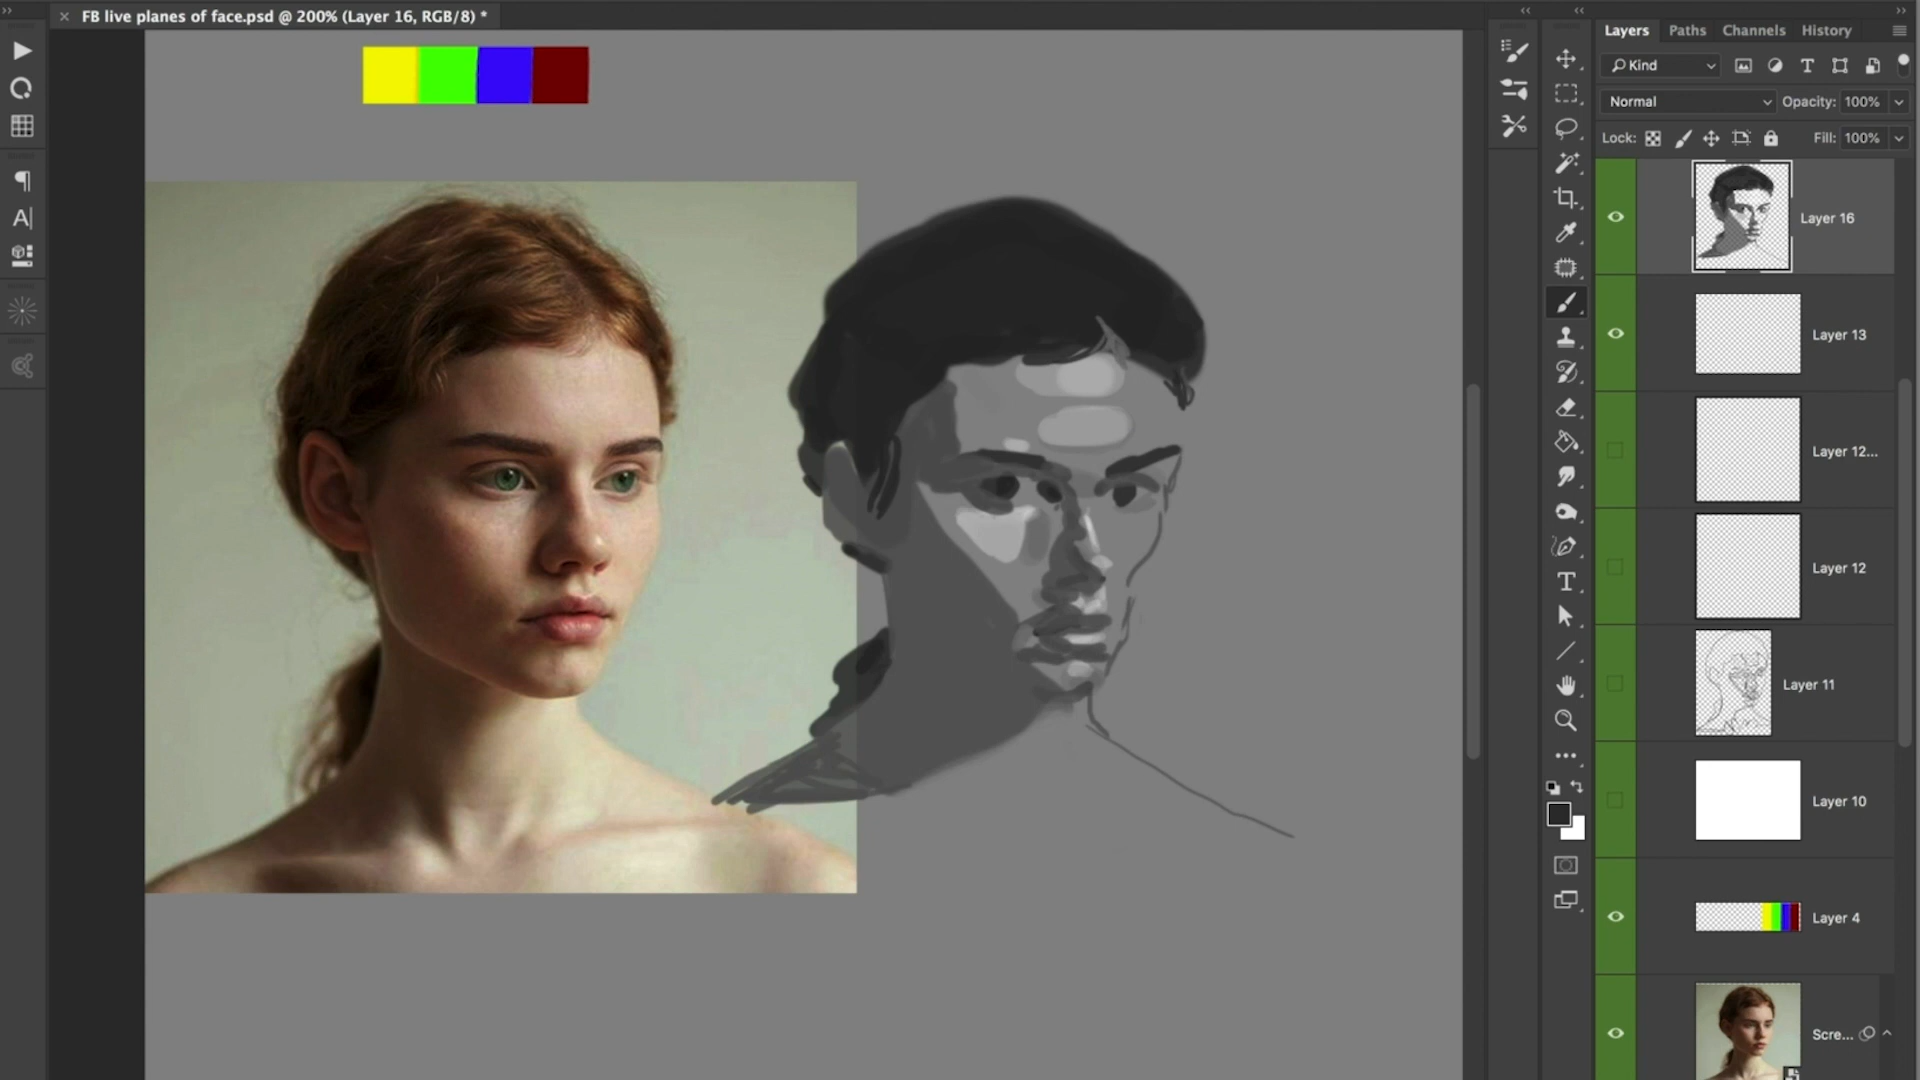 FB live planes of face.psd @ 200% (Layer 16, RGB/8) *
Layers Paths Channels History
Kind
Normal Opacity: 100%
Lock: Fill: 100%
Layer 16
Layer 13
Layer 12...
Layer 12
Layer 11
Layer 10
Layer 4
Scre...